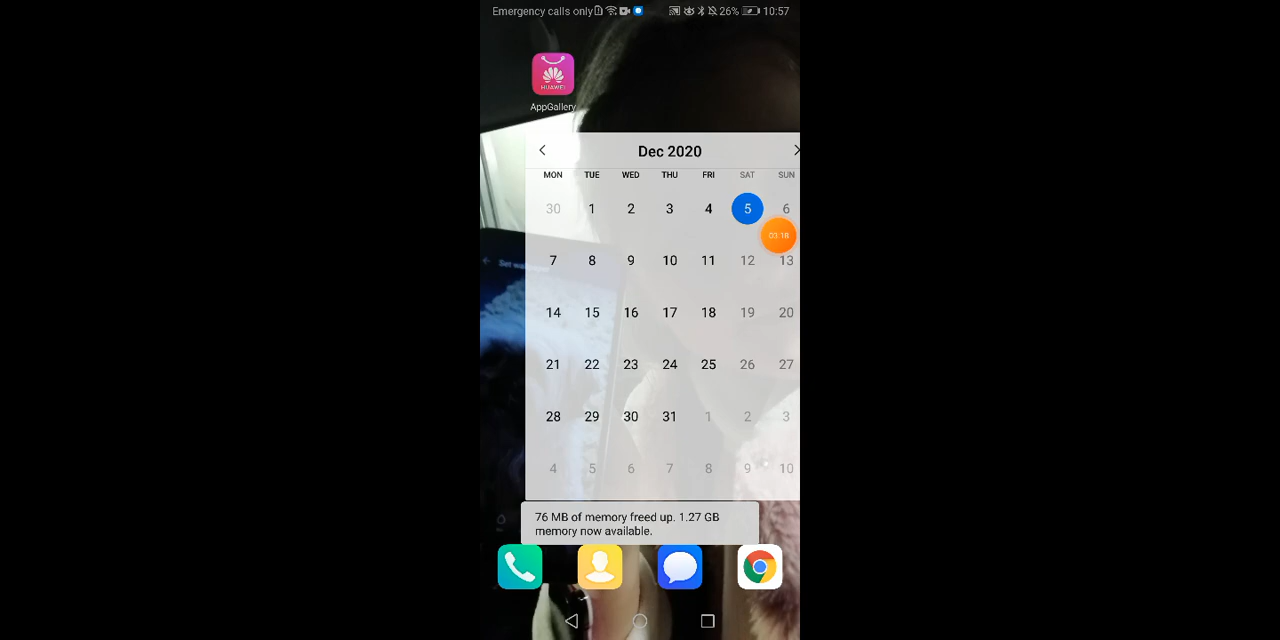 Emergency calls only 26% 10:57
HUAWEI
AppGallery
Dec 2020
MON TUE WED THU FRI SAT SUN
30 1 2 3 4 5 6
03:18
7 8 9 10 11 12 13
Set wallpaper
14 15 16 17 18 19 20
21 22 23 24 25 26 27
28 29 30 31 1 2 3
4 5 6 7 8 9 10
76 MB of memory freed up. 1.27 GB
memory now available.